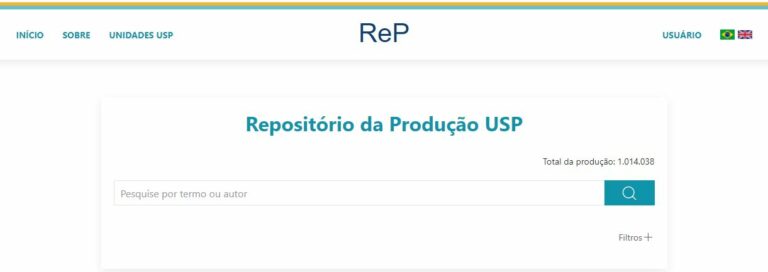 INÍCIO SOBRE UNIDADES USP ReP USUÁRIO
Repositório da Produção USP
Total da produção: 1.014.038
Pesquise por termo ou autor
Filtros+